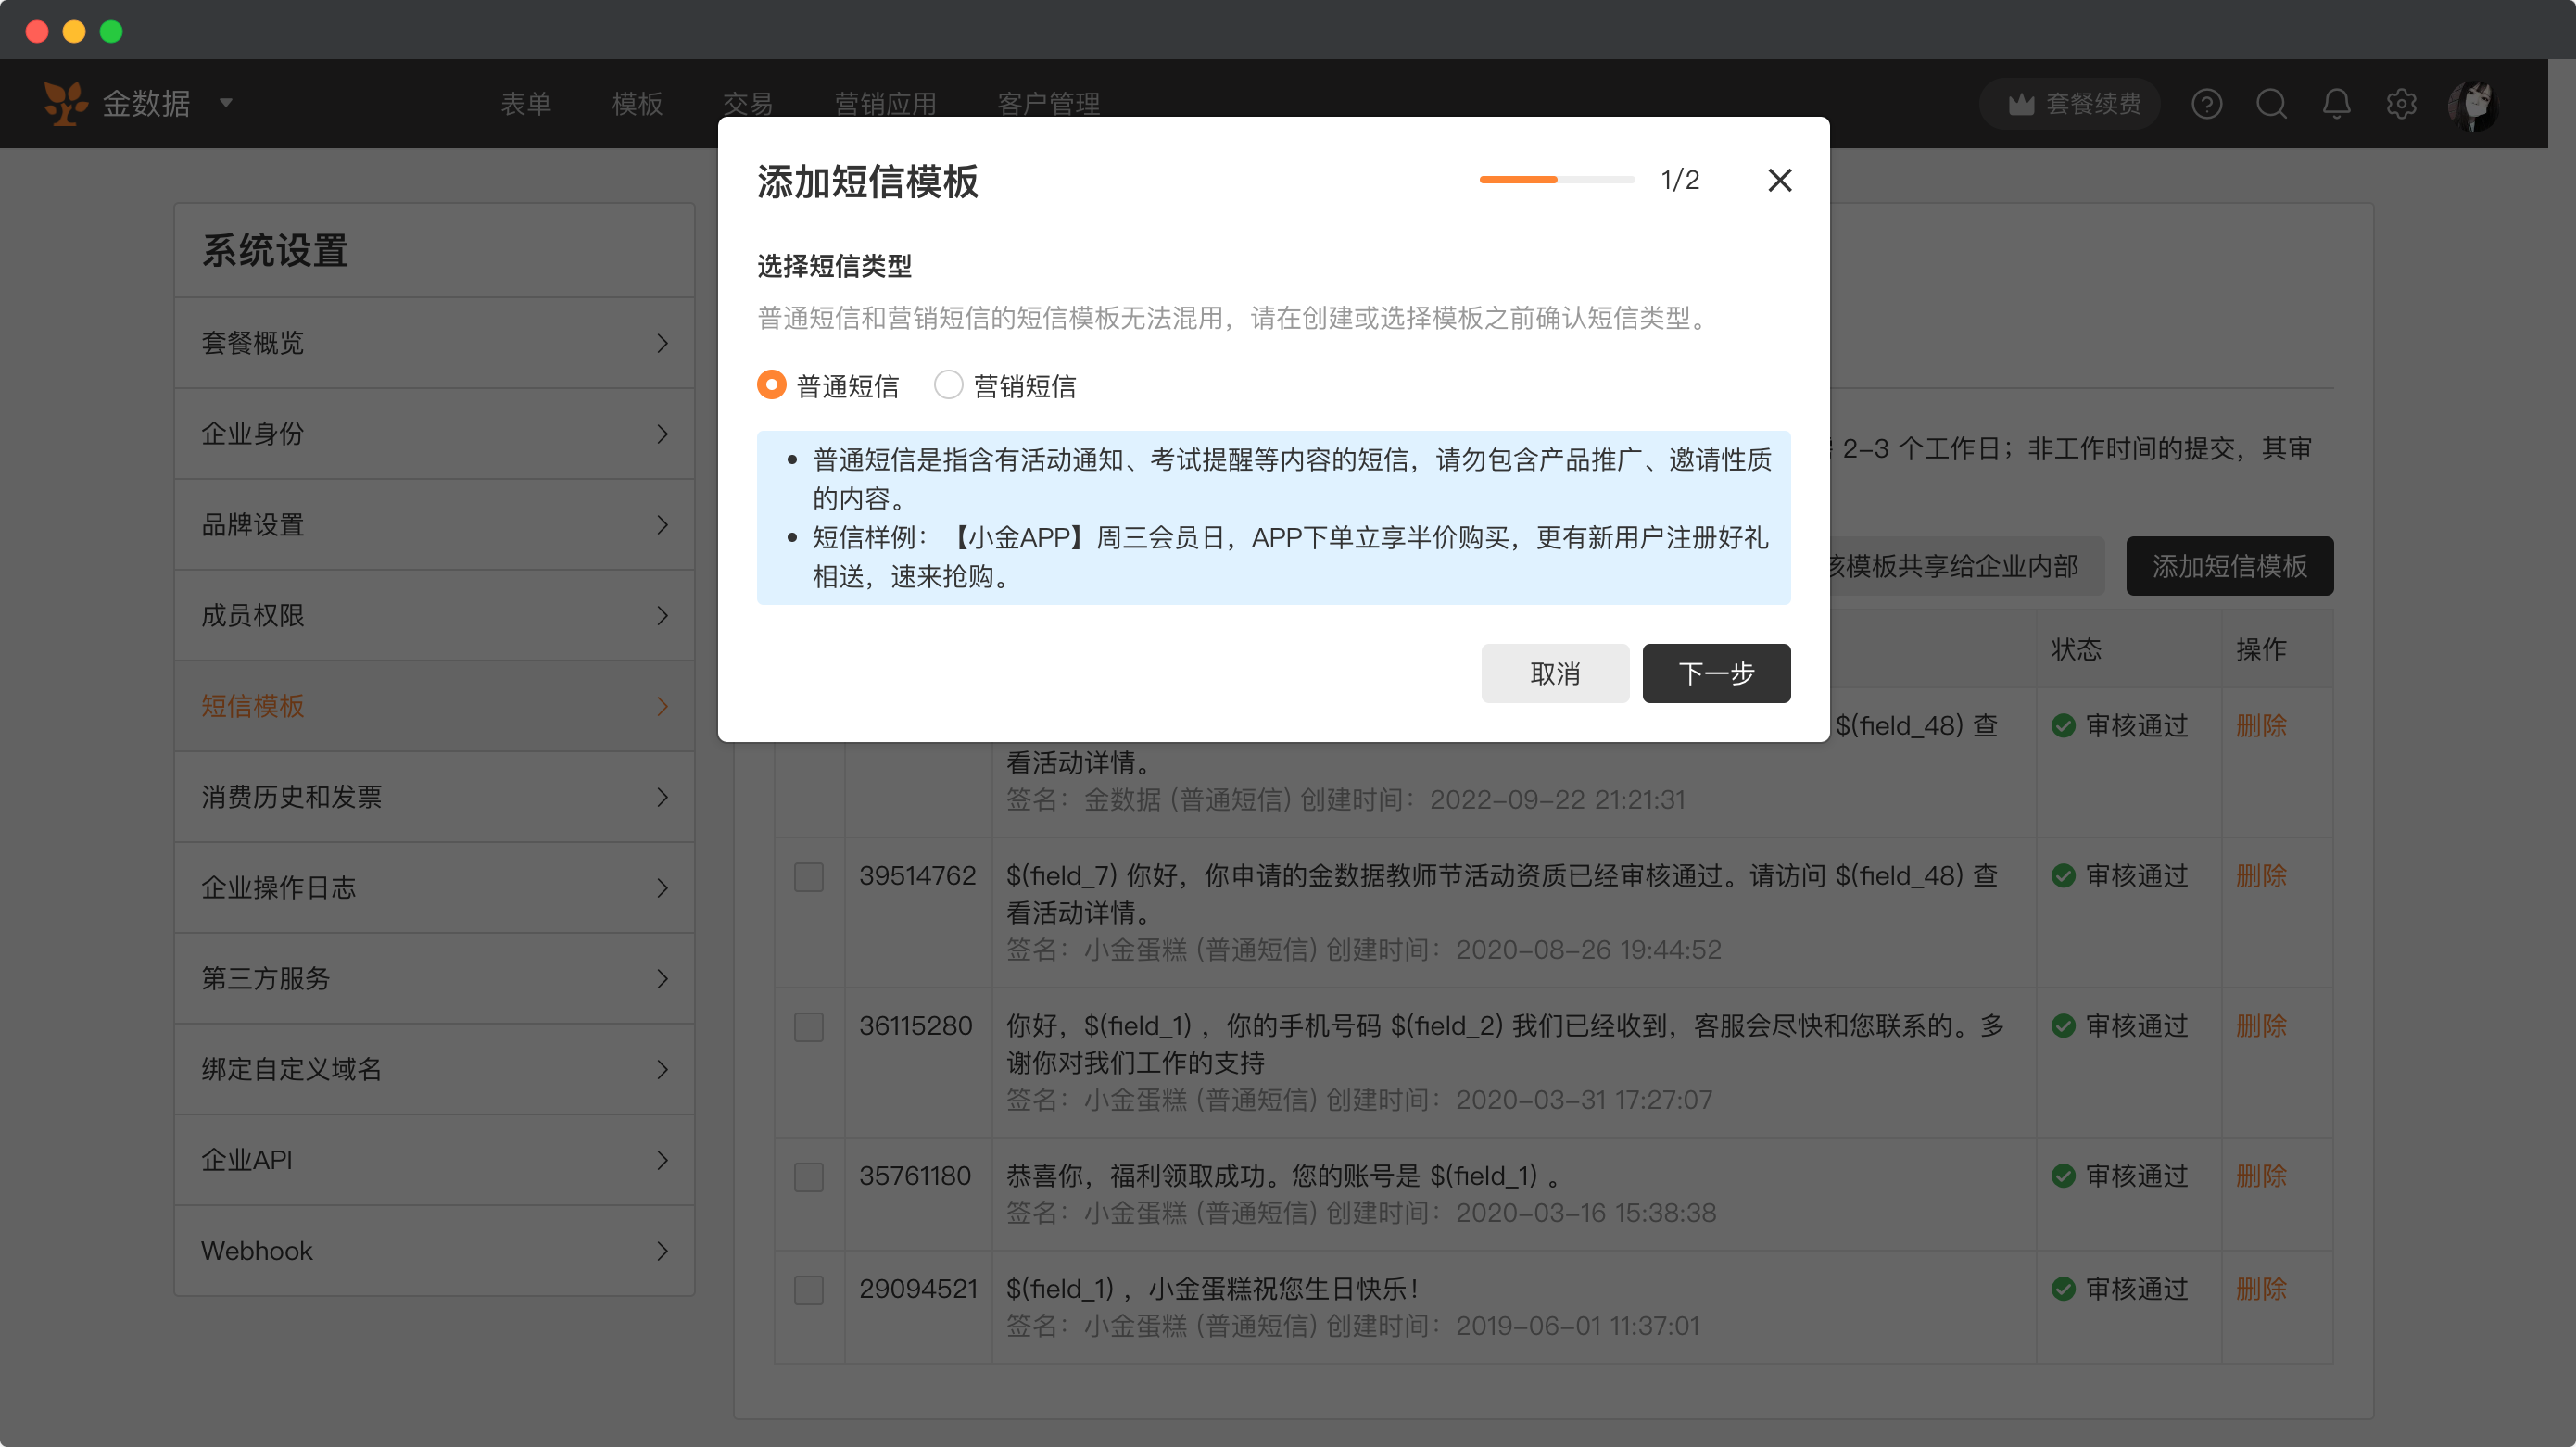 金数据
表单
模板
交易
营销应用
客户管理
套餐续费
系统设置
套餐概览
企业身份
品牌设置
成员权限
短信模板
消费历史和发票
企业操作日志
第三方服务
绑定自定义域名
企业API
Webhook
添加短信模板
1/2
选择短信类型
普通短信和营销短信的短信模板无法混用，请在创建或选择模板之前确认短信类型。
普通短信
营销短信
普通短信是指含有活动通知、考试提醒等内容的短信，请勿包含产品推广、邀请性质
的内容。
短信样例：【小金APP】周三会员日，APP下单立享半价购买，更有新用户注册好礼
相送，速来抢购。
取消
下一步
2-3 个工作日；非工作时间的提交，其审
模板共享给企业内部
添加短信模板
状态
操作
$(field_48) 查
看活动详情。
签名：金数据 (普通短信) 创建时间：2022-09-22 21:21:31
审核通过
删除
39514762
$(field_7) 你好，你申请的金数据教师节活动资质已经审核通过。请访问 $(field_48) 查
看活动详情。
签名：小金蛋糕 (普通短信) 创建时间：2020-08-26 19:44:52
审核通过
删除
36115280
你好，$(field_1) ，你的手机号码 $(field_2) 我们已经收到，客服会尽快和您联系的。多
谢你对我们工作的支持
签名：小金蛋糕 (普通短信) 创建时间：2020-03-31 17:27:07
审核通过
删除
35761180
恭喜你，福利领取成功。您的账号是 $(field_1) 。
签名：小金蛋糕 (普通短信) 创建时间：2020-03-16 15:38:38
审核通过
删除
29094521
$(field_1) ，小金蛋糕祝您生日快乐！
签名：小金蛋糕 (普通短信) 创建时间：2019-06-01 11:37:01
审核通过
删除